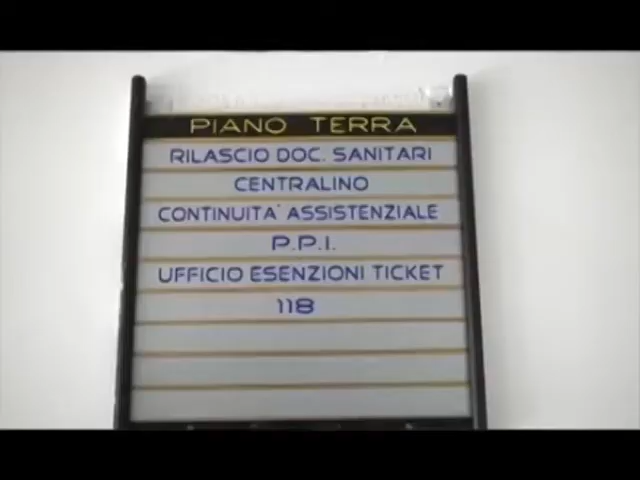 PIANO TERRA
RILASCIO DOC. SANITARI
CENTRALINO
CONTINUITA' ASSISTENZIALE
P.P.I.
UFFICIO ESENZIONI TICKET
118